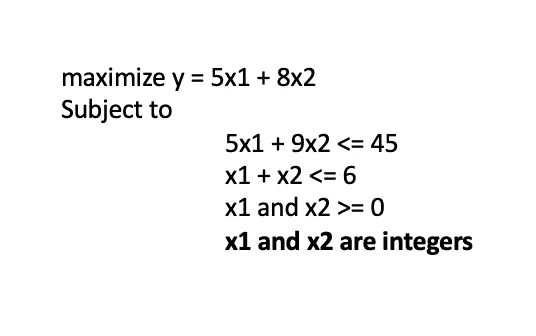 maximize y = 5x1 + 8x2
Subject to
5x1 + 9x2 <= 45
x1 + x2 <= 6
x1 and x2 >= 0
x1 and x2 are integers